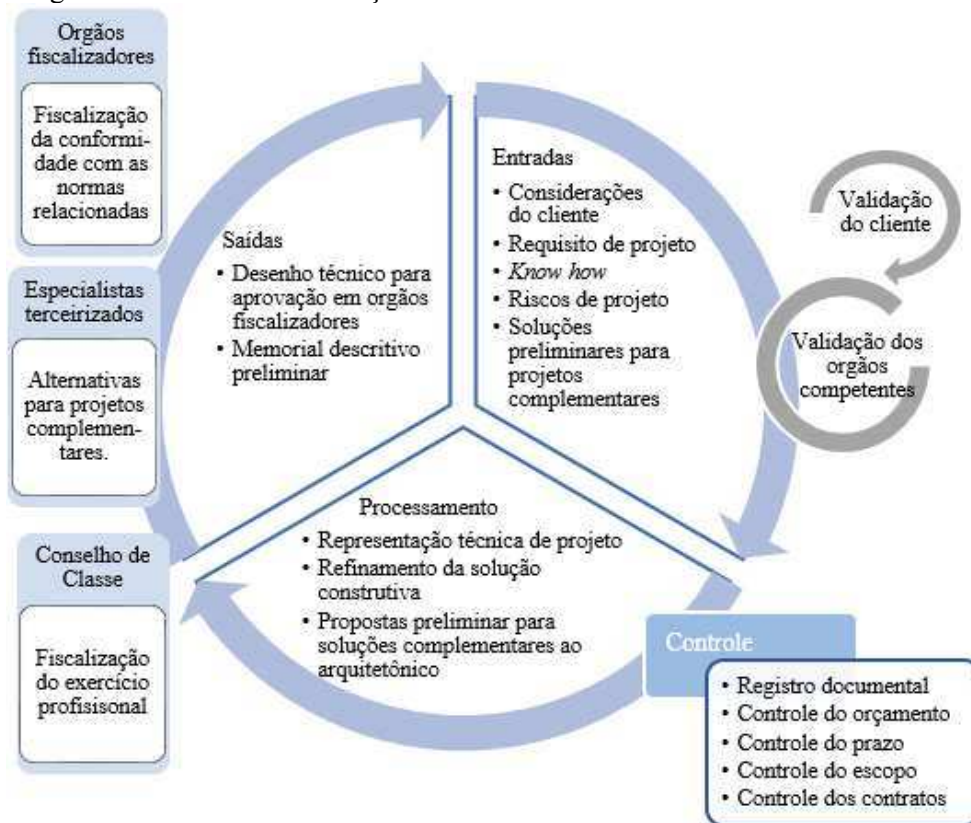 Orgãos
fiscalizadores
Fiscalização
da conformi-
dade com as
normas
relacionadas
Especialistas
terceirizados
Alternativas
para projetos
complemen-
tares.
Conselho de
Classe
Fiscalização
do exercício
profisisonal
Saídas
• Desenho técnico para
aprovação em orgãos
fiscalizadores
• Memorial descritivo
preliminar
Entradas
• Considerações
do cliente
• Requisito de projeto
• Know how
• Riscos de projeto
• Soluções
preliminares para
projetos
complementares
Validação
do cliente
Validação dos
orgãos
competentes
Processamento
• Representação técnica de projeto
• Refinamento da solução
construtiva
• Propostas preliminar para
soluções complementares ao
arquitetônico
Controle
• Registro documental
• Controle do orçamento
• Controle do prazo
• Controle do escopo
• Controle dos contratos